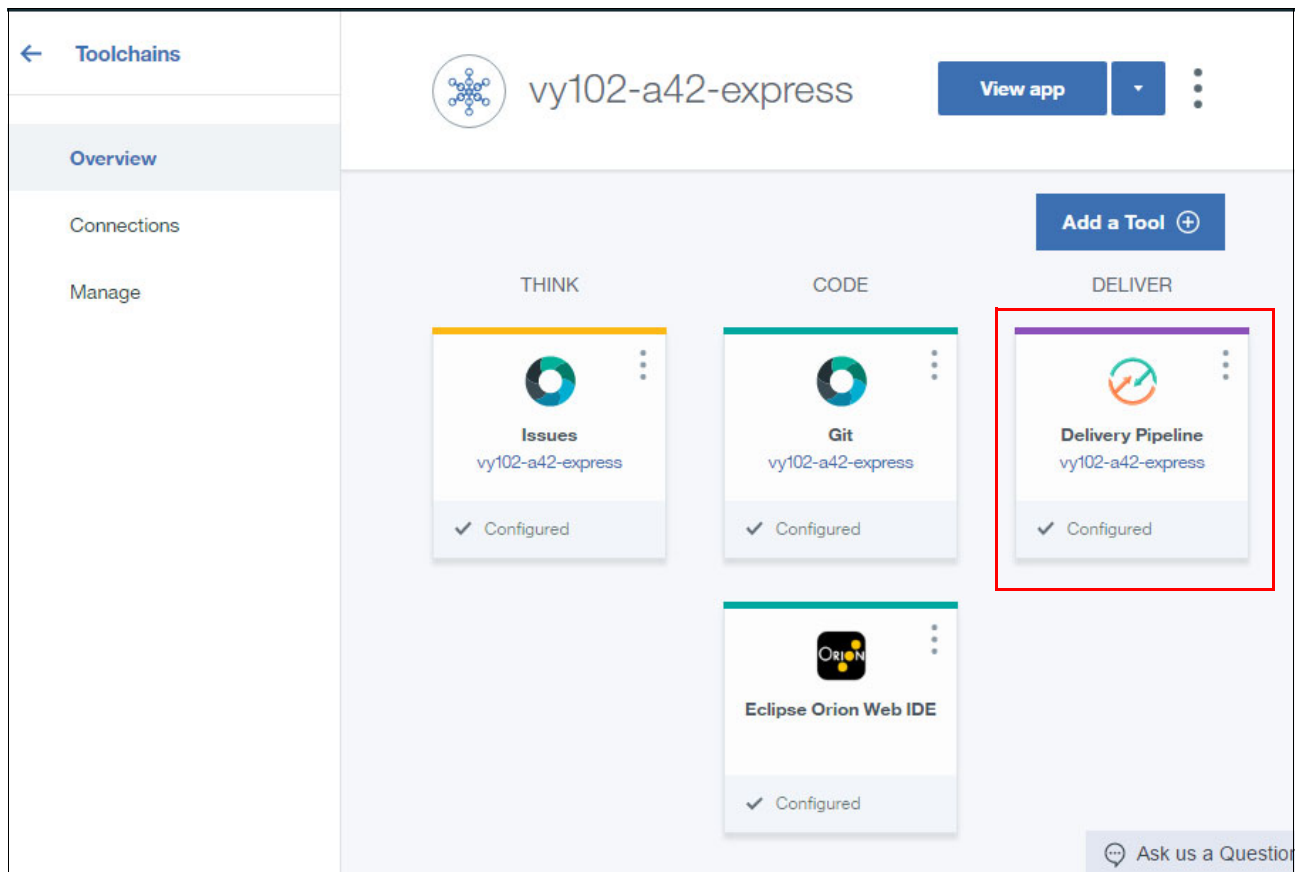 Toolchains
vy102-a42-express
View app
Overview
Connections
Manage
Add a Tool
THINK
CODE
DELIVER
Issues
vy102-a42-express
Configured
Git
vy102-a42-express
Configured
Delivery Pipeline
vy102-a42-express
Configured
ORION
Eclipse Orion Web IDE
Configured
Ask us a Question